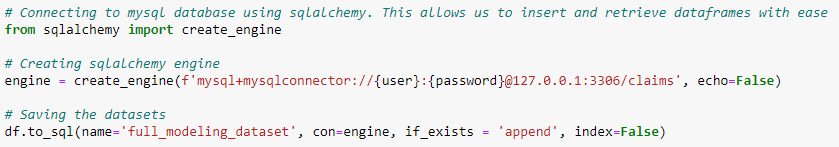 # Connecting to mysql database using sqlalchemy. This allows us to insert and retrieve dataframes with ease
from sqlalchemy import create_engine
# Creating sqlalchemy engine
engine = create_engine(f'mysql+mysqlconnector://{user}:{password}@127.0.0.1:3306/claims', echo=False)
# Saving the datasets
df.to_sql(name='full_modeling_dataset', con=engine, if_exists = 'append', index=False)